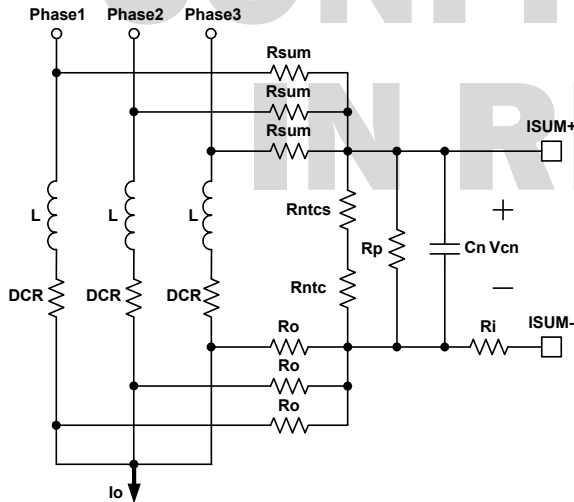 Phase1 Phase2 Phase3
Rsum
Rsum
Rsum
ISUM+
L L L
Rntcs
+
Rp
Cn Vcn
DCR DCR DCR
Rntc
−
Ro
Ri
ISUM-
Ro
Ro
Io
IN R